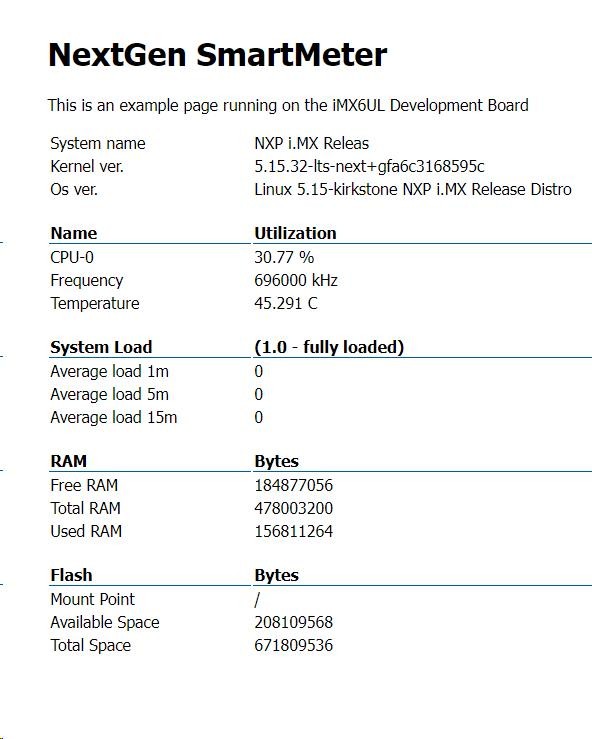 NextGen SmartMeter
This is an example page running on the iMX6UL Development Board
System name NXP i.MX Releas
Kernel ver. 5.15.32-lts-next+gfa6c3168595c
Os ver. Linux 5.15-kirkstone NXP i.MX Release Distro
Name Utilization
CPU-0 30.77 %
Frequency 696000 kHz
Temperature 45.291 C
System Load (1.0 - fully loaded)
Average load 1m 0
Average load 5m 0
Average load 15m 0
RAM Bytes
Free RAM 184877056
Total RAM 478003200
Used RAM 156811264
Flash Bytes
Mount Point /
Available Space 208109568
Total Space 671809536